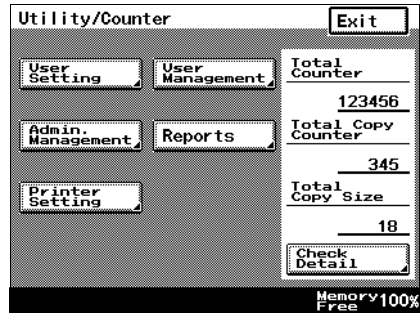 Utility/Counter
Exit
User
Setting
User
Management
Admin.
Management
Reports
Printer
Setting
Total
Counter
123456
Total Copy
Counter
345
Total
Copy Size
18
Check
Detail
Memory
Free 100%